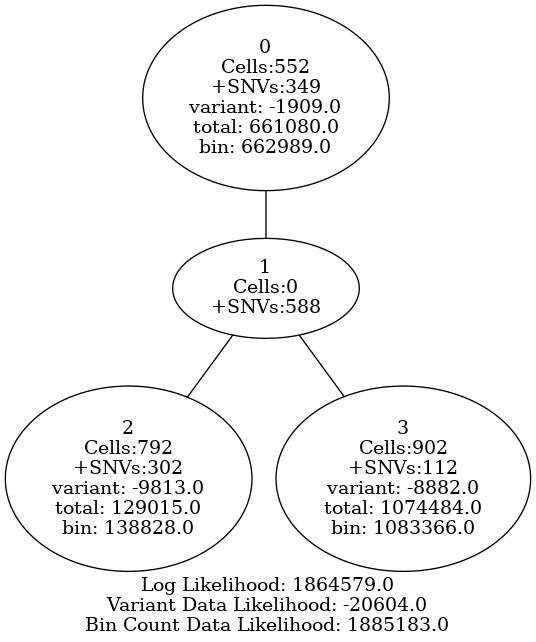 0
Cells:552
+SNVs:349
variant: -1909.0
total: 661080.0
bin: 662989.0
1
Cells:0
+SNVs:588
2
Cells:792
+SNVs:302
variant: -9813.0
total: 129015.0
bin: 138828.0
3
Cells:902
+SNVs:112
variant: -8882.0
total: 1074484.0
bin: 1083366.0
Log Likelihood: 1864579.0
Variant Data Likelihood: -20604.0
Bin Count Data Likelihood: 1885183.0